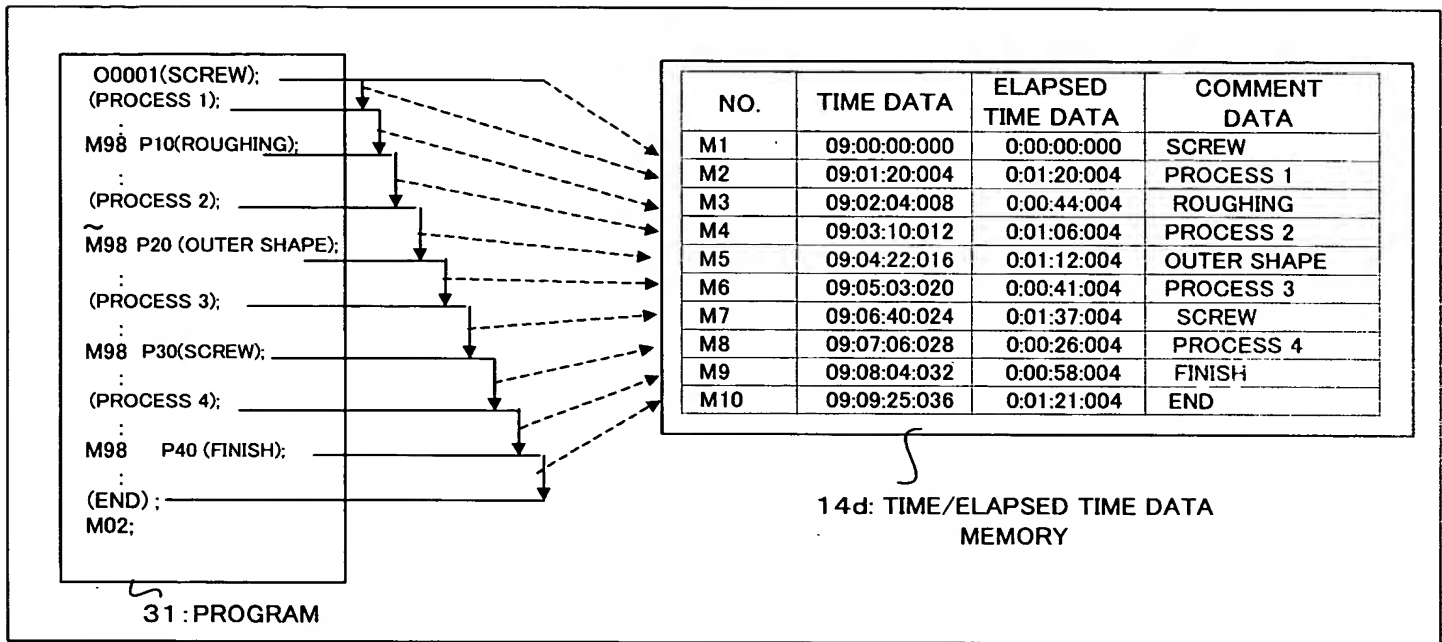 O0001(SCREW);
(PROCESS 1);
:
M98 P10(ROUGHING);
:
(PROCESS 2);
~
M98 P20 (OUTER SHAPE);
:
(PROCESS 3);
:
M98 P30(SCREW);
:
(PROCESS 4);
:
M98 P40 (FINISH);
:
(END) ;
M02;
31 :PROGRAM
NO. TIME DATA ELAPSED TIME DATA COMMENT DATA
M1 09:00:00:000 0:00:00:000 SCREW
M2 09:01:20:004 0:01:20:004 PROCESS 1
M3 09:02:04:008 0:00:44:004 ROUGHING
M4 09:03:10:012 0:01:06:004 PROCESS 2
M5 09:04:22:016 0:01:12:004 OUTER SHAPE
M6 09:05:03:020 0:00:41:004 PROCESS 3
M7 09:06:40:024 0:01:37:004 SCREW
M8 09:07:06:028 0:00:26:004 PROCESS 4
M9 09:08:04:032 0:00:58:004 FINISH
M10 09:09:25:036 0:01:21:004 END
14d: TIME/ELAPSED TIME DATA
MEMORY